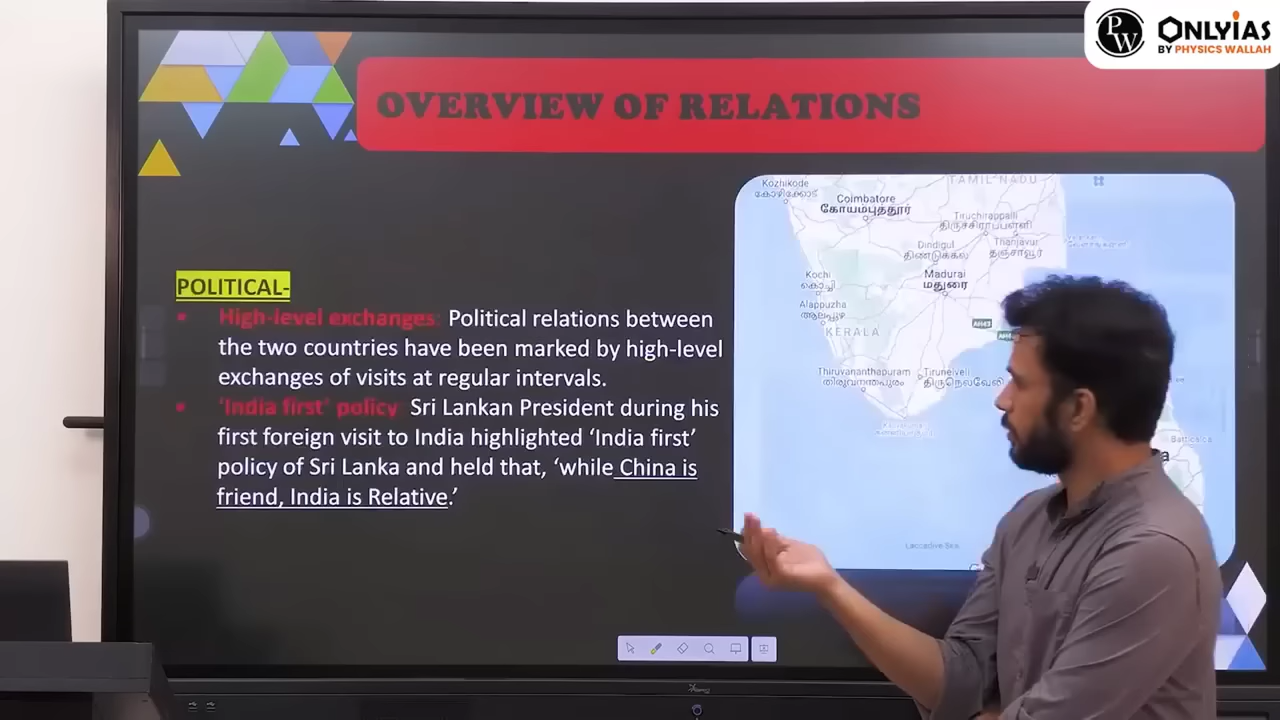 PW
ONLYIAS
BY PHYSICS WALLAH
OVERVIEW OF RELATIONS
POLITICAL-
• High-level exchanges: Political relations between
the two countries have been marked by high-level
exchanges of visits at regular intervals.
• ‘India first’ policy: Sri Lankan President during his
first foreign visit to India highlighted ‘India first’
policy of Sri Lanka and held that, ‘while China is
friend, India is Relative.’
TAMIL NADU
Kozhikode
കോഴിക്കോട്
Coimbatore
கோயம்புத்தூர்
Tiruchirappalli
திருச்சிராப்பள்ளி
Dindigul
திண்டுக்கல்
Thanjavur
தஞ்சாவூர்
Kochi
Madurai
மதுரை
Alappuzha
ആലപ്പുഴ
KERALA
Thiruvananthapuram
Tirunelveli
திருநெல்வேலி
Batticaloa
a
Laccadive Sea
G